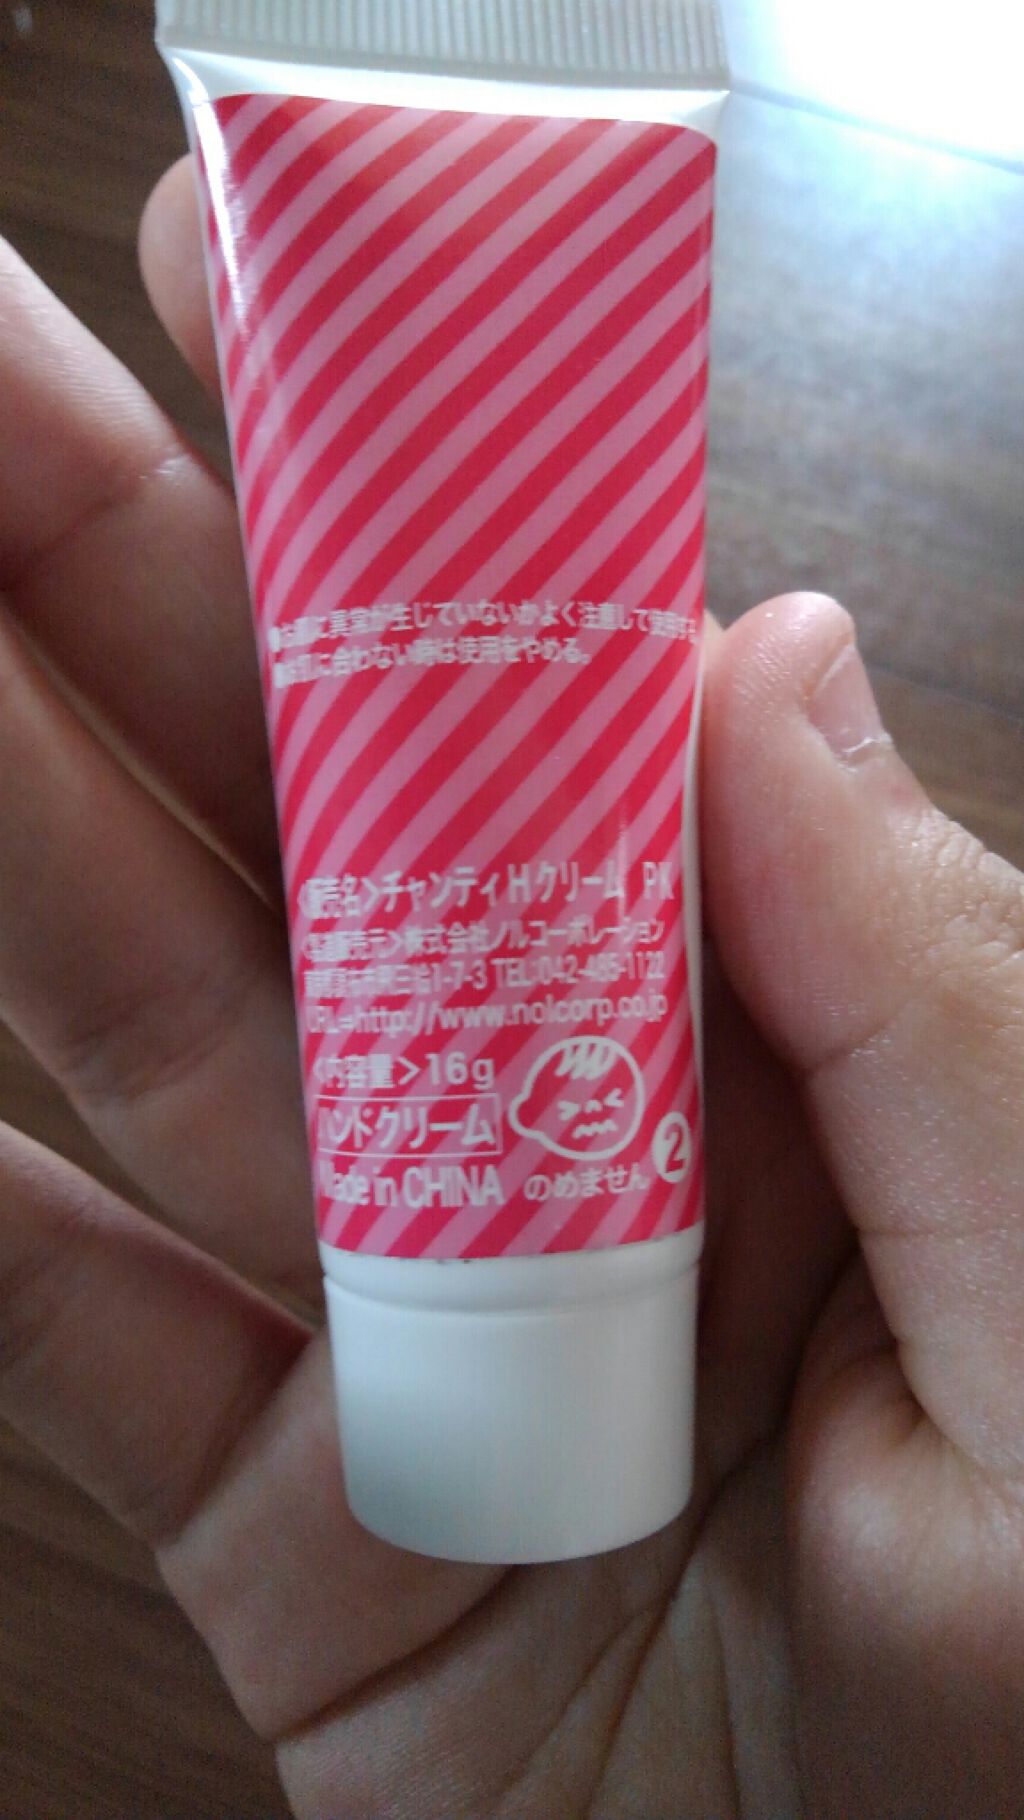 ●お肌に異常が生じていないかよく注意して使用する。
●お肌に合わない時は使用をやめる。
<販売名>チャンティHクリーム PK
<製造販売元>株式会社ノルコーポレーション
1-7-3 TEL:042-485-1122
URL=http://www.nolcorp.co.jp
<内容量>16g
ハンドクリーム
Made in CHINA
のめません
2